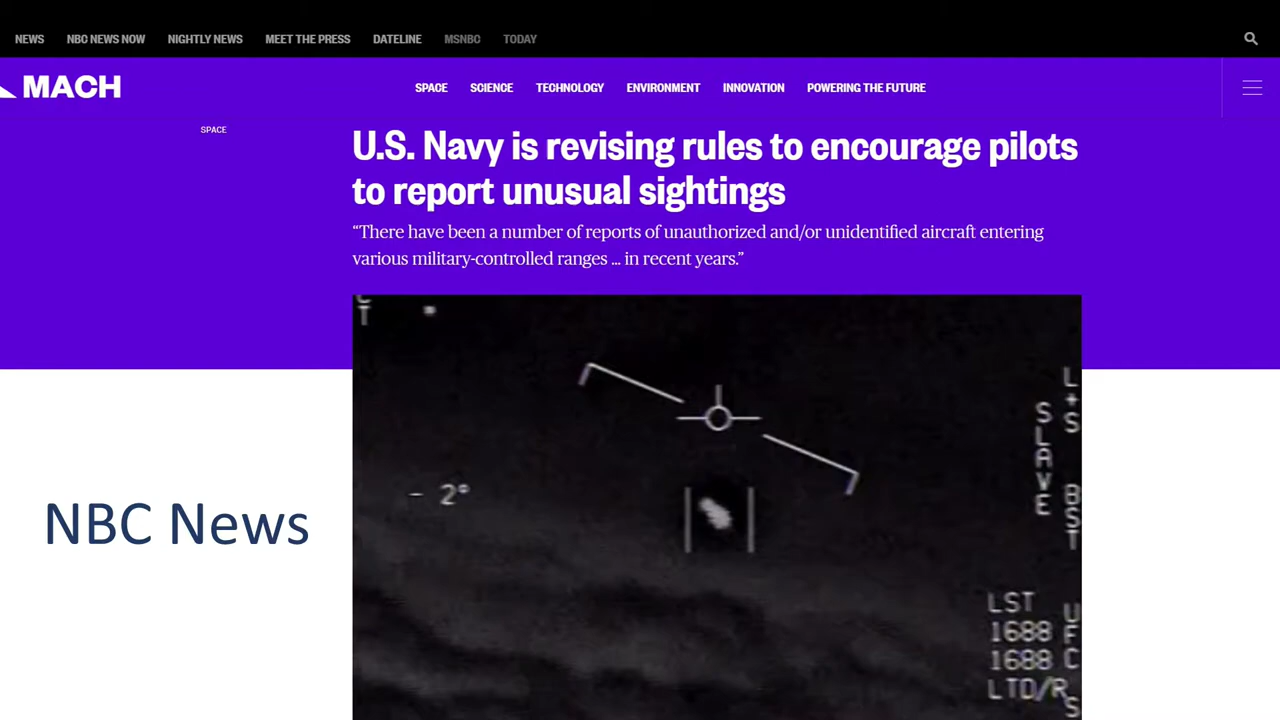 NEWS NBC NEWS NOW NIGHTLY NEWS MEET THE PRESS DATELINE MSNBC TODAY
MACH SPACE SCIENCE TECHNOLOGY ENVIRONMENT INNOVATION POWERING THE FUTURE
SPACE
U.S. Navy is revising rules to encourage pilots
to report unusual sightings
“There have been a number of reports of unauthorized and/or unidentified aircraft entering
various military-controlled ranges ... in recent years.”
NBC News
T
- 2°
L+S
SLAVE
BST
LST
1688
1688
LTD/R
UFC
S